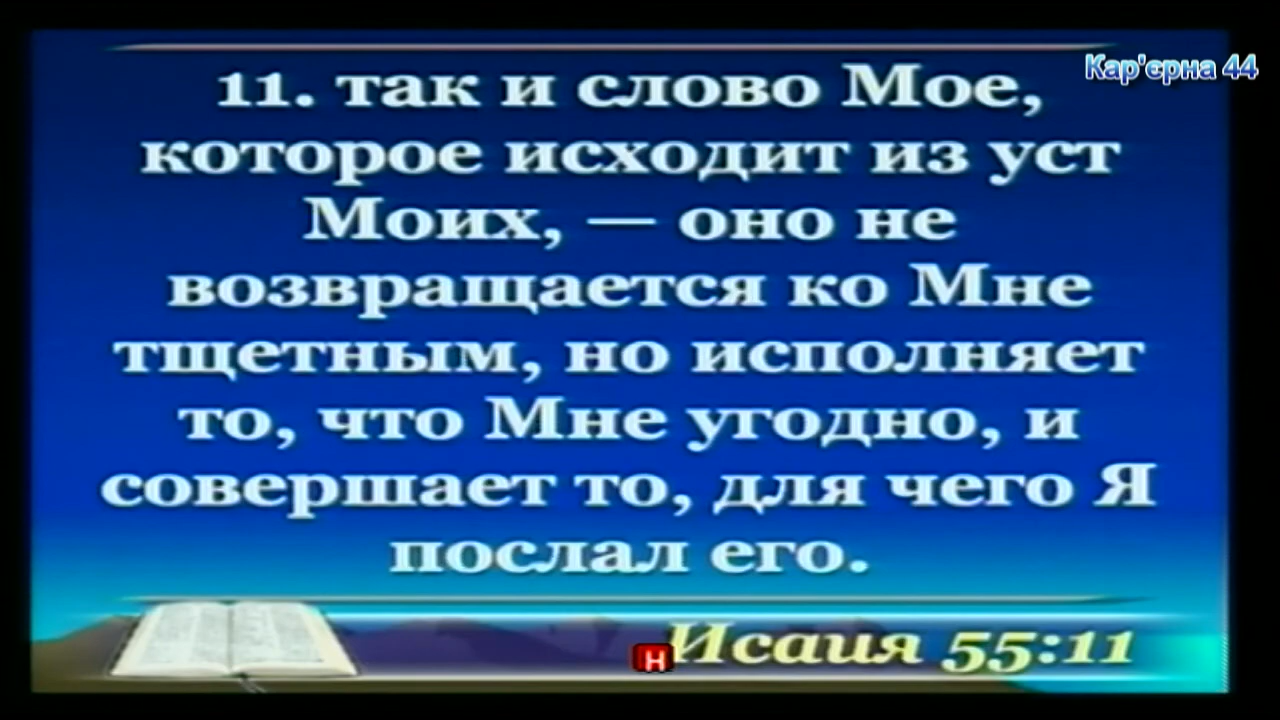 Кар'єрна 44
11. так и слово Мое,
которое исходит из уст
Моих, — оно не
возвращается ко Мне
тщетным, но исполняет
то, что Мне угодно, и
совершает то, для чего Я
послал его.
н
Исаия 55:11